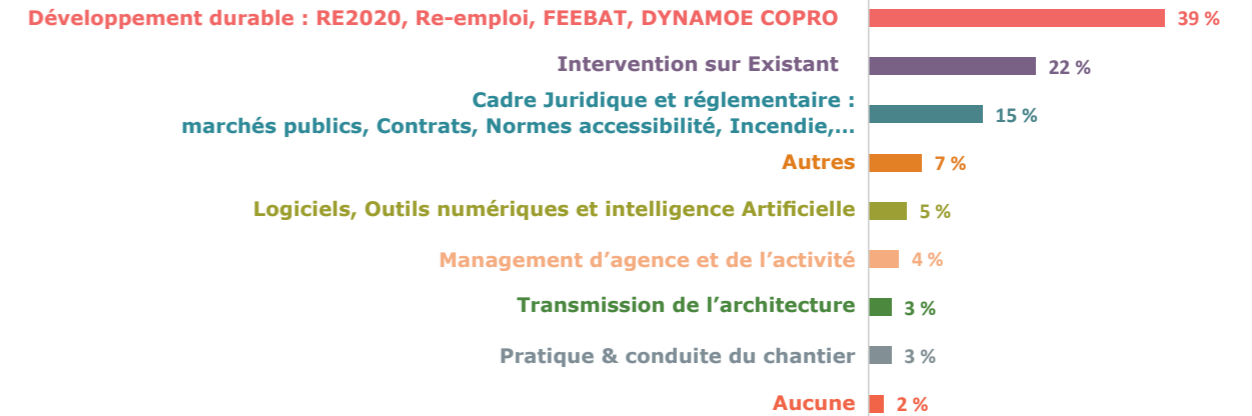 Développement durable : RE2020, Re-emploi, FEEBAT, DYNAMOE COPRO 39 %
Intervention sur Existant 22 %
Cadre Juridique et réglementaire :
marchés publics, Contrats, Normes accessibilité, Incendie,... 15 %
Autres 7 %
Logiciels, Outils numériques et intelligence Artificielle 5 %
Management d’agence et de l’activité 4 %
Transmission de l’architecture 3 %
Pratique & conduite du chantier 3 %
Aucune 2 %